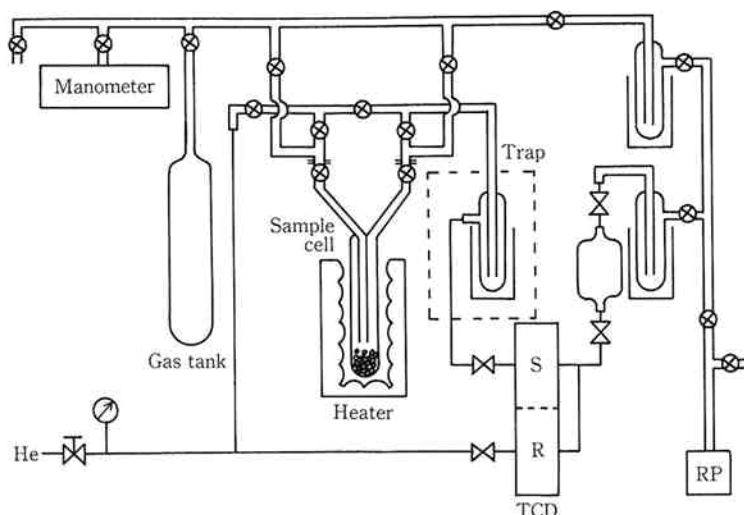 Manometer
Trap
Sample
cell
Gas tank
S
Heater
R
He
RP
TCD